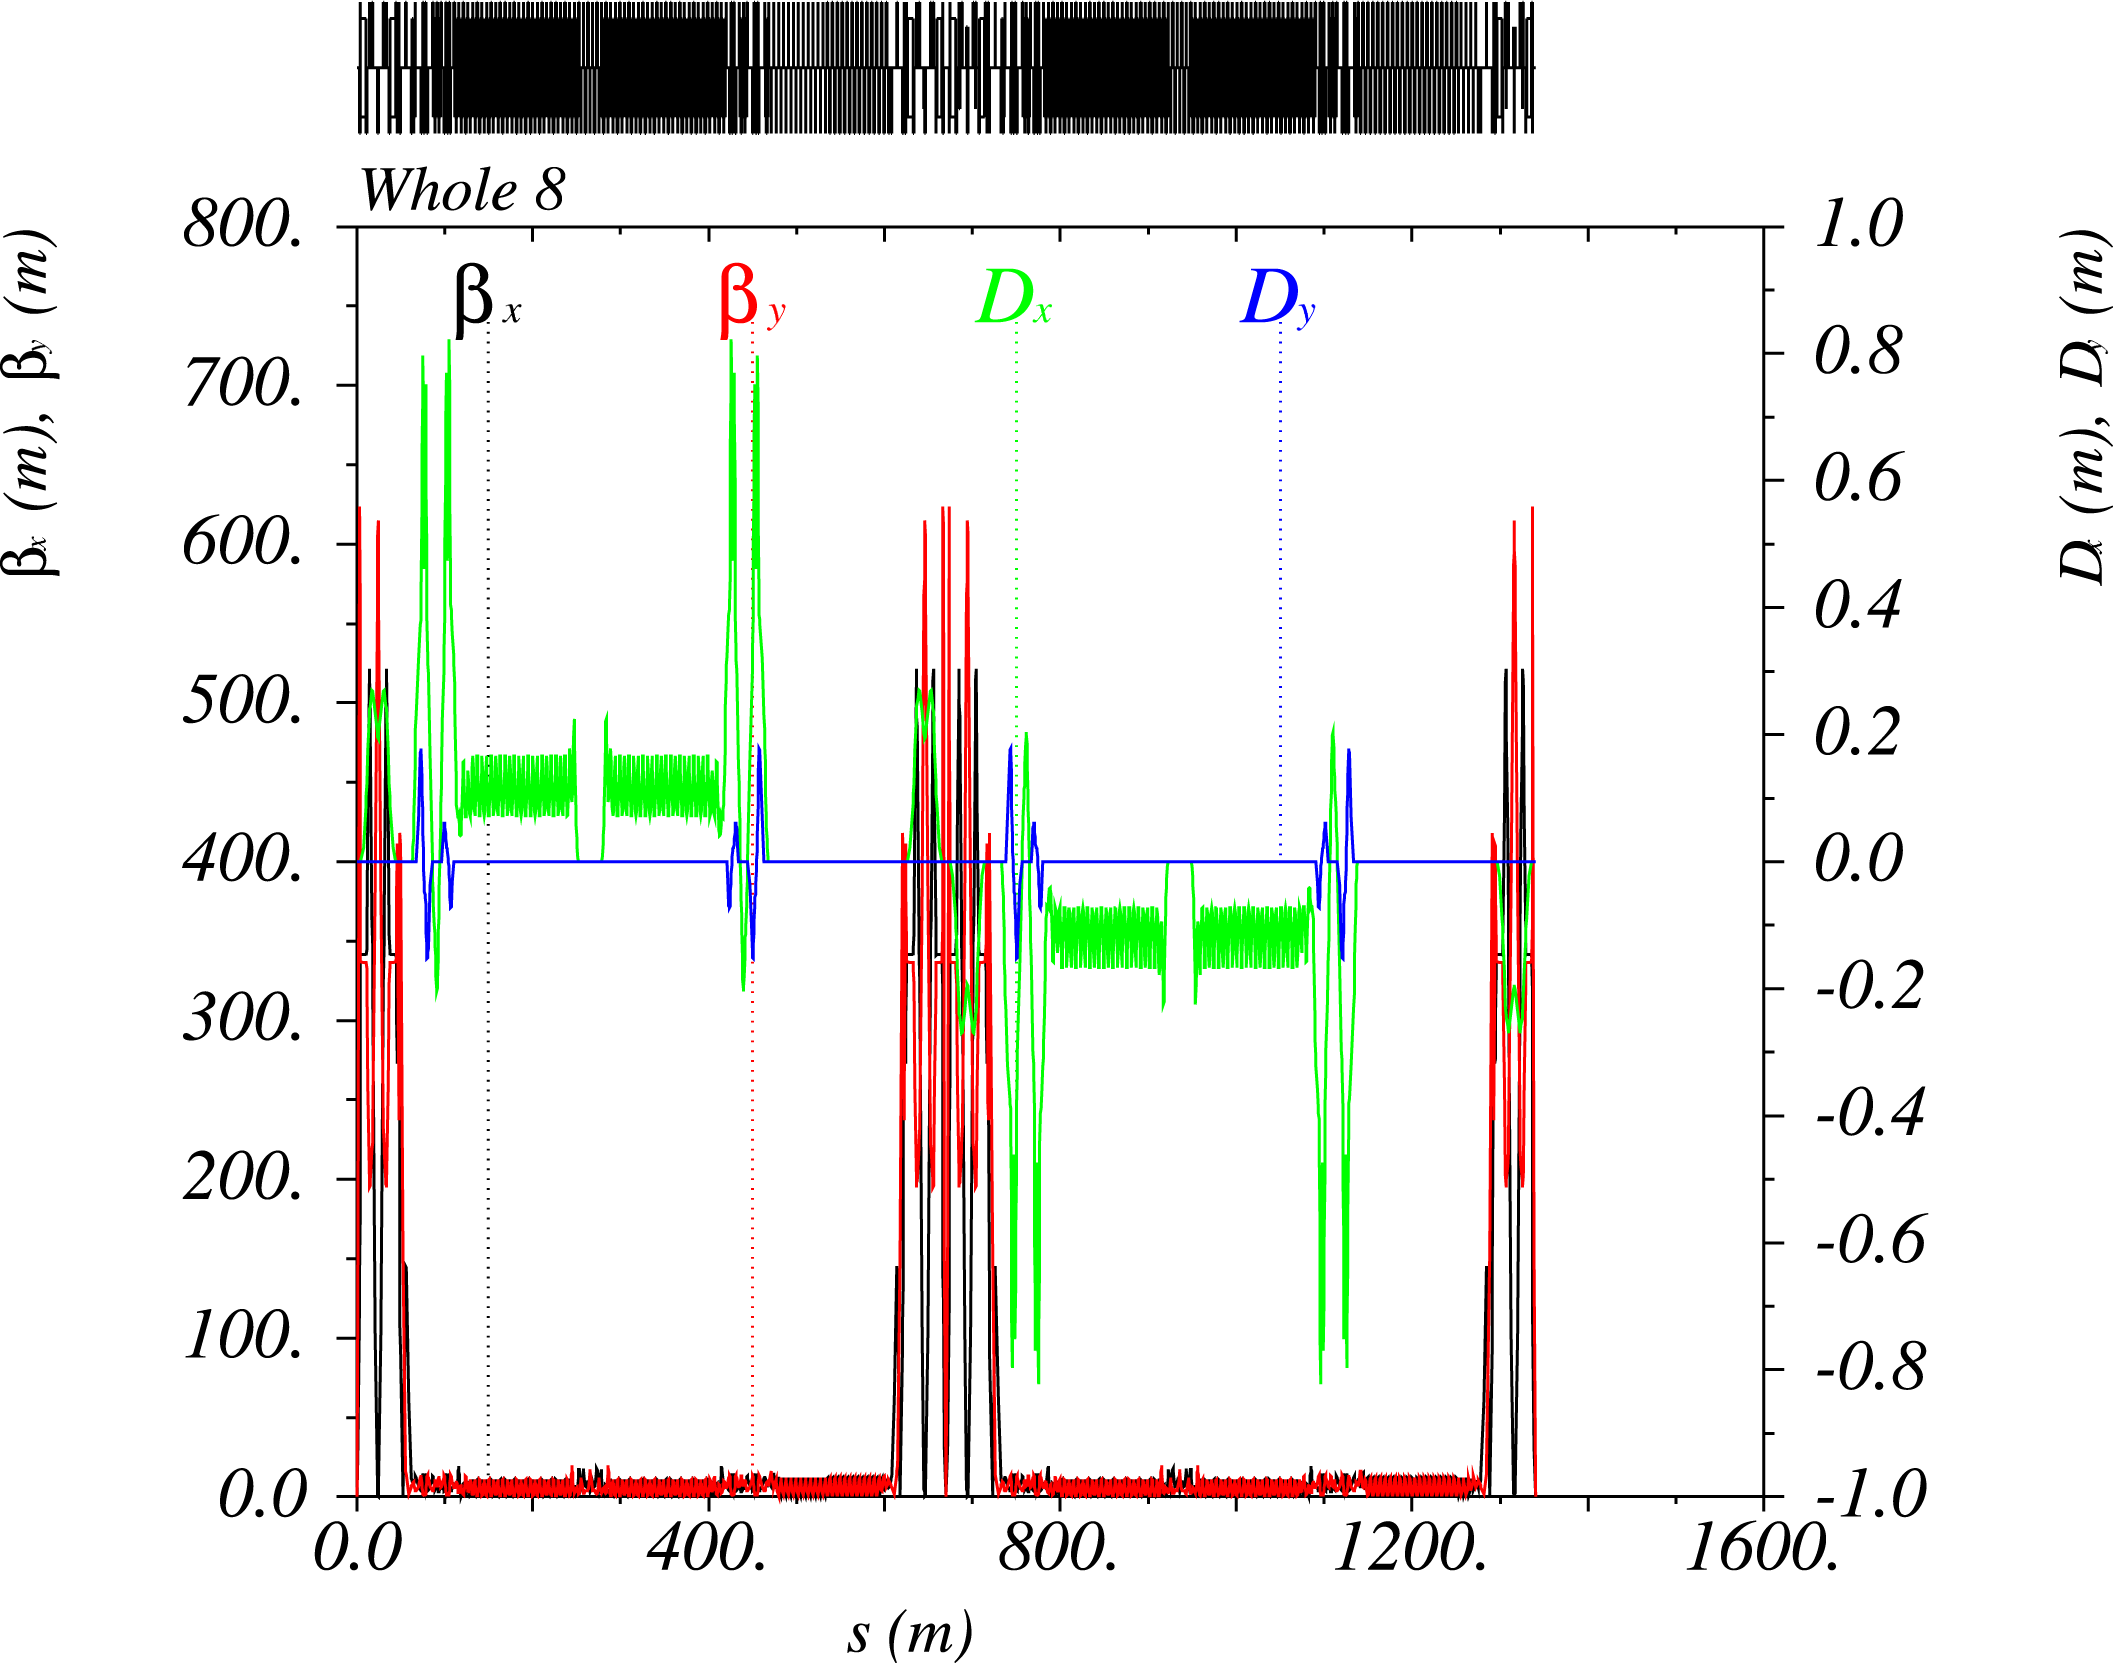 Whole 8
βx (m), βy (m)
800.
700.
600.
500.
400.
300.
200.
100.
0.0
βx
βy
Dx
Dy
1.0
0.8
0.6
0.4
0.2
0.0
-0.2
-0.4
-0.6
-0.8
-1.0
Dx (m), Dy (m)
0.0 400. 800. 1200. 1600.
s (m)